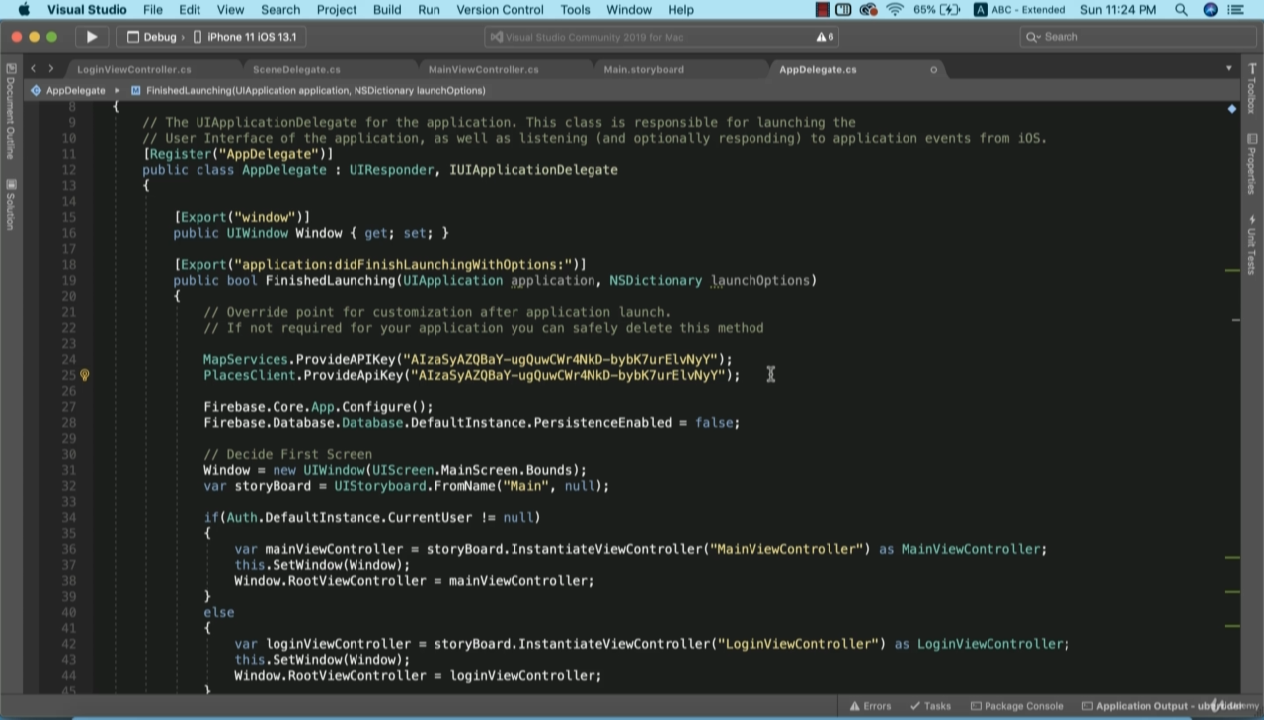 Visual Studio File Edit View Search Project Build Run Version Control Tools Window Help 65% A ABC - Extended Sun 11:24 PM
Debug › iPhone 11 iOS 13.1 Visual Studio Community 2019 for Mac 6 Search
LoginViewController.cs SceneDelegate.cs MainViewController.cs Main.storyboard AppDelegate.cs
AppDelegate ▸ M FinishedLaunching(UIApplication application, NSDictionary launchOptions)
Document Outline
Solution
Toolbox
Properties
Unit Tests
8 {
9 // The UIApplicationDelegate for the application. This class is responsible for launching the
10 // User Interface of the application, as well as listening (and optionally responding) to application events from iOS.
11 [Register("AppDelegate")]
12 public class AppDelegate : UIResponder, IUIApplicationDelegate
13 {
14
15 [Export("window")]
16 public UIWindow Window { get; set; }
17
18 [Export("application:didFinishLaunchingWithOptions:")]
19 public bool FinishedLaunching(UIApplication application, NSDictionary launchOptions)
20 {
21 // Override point for customization after application launch.
22 // If not required for your application you can safely delete this method
23
24 MapServices.ProvideAPIKey("AIzaSyAZQBaY-ugQuwCWr4NkD-bybK7urElvNyY");
25 PlacesClient.ProvideApiKey("AIzaSyAZQBaY-ugQuwCWr4NkD-bybK7urElvNyY");
26
27 Firebase.Core.App.Configure();
28 Firebase.Database.Database.DefaultInstance.PersistenceEnabled = false;
29
30 // Decide First Screen
31 Window = new UIWindow(UIScreen.MainScreen.Bounds);
32 var storyBoard = UIStoryboard.FromName("Main", null);
33
34 if(Auth.DefaultInstance.CurrentUser != null)
35 {
36 var mainViewController = storyBoard.InstantiateViewController("MainViewController") as MainViewController;
37 this.SetWindow(Window);
38 Window.RootViewController = mainViewController;
39 }
40 else
41 {
42 var loginViewController = storyBoard.InstantiateViewController("LoginViewController") as LoginViewController;
43 this.SetWindow(Window);
44 Window.RootViewController = loginViewController;
45 }
Errors Tasks Package Console Application Output -